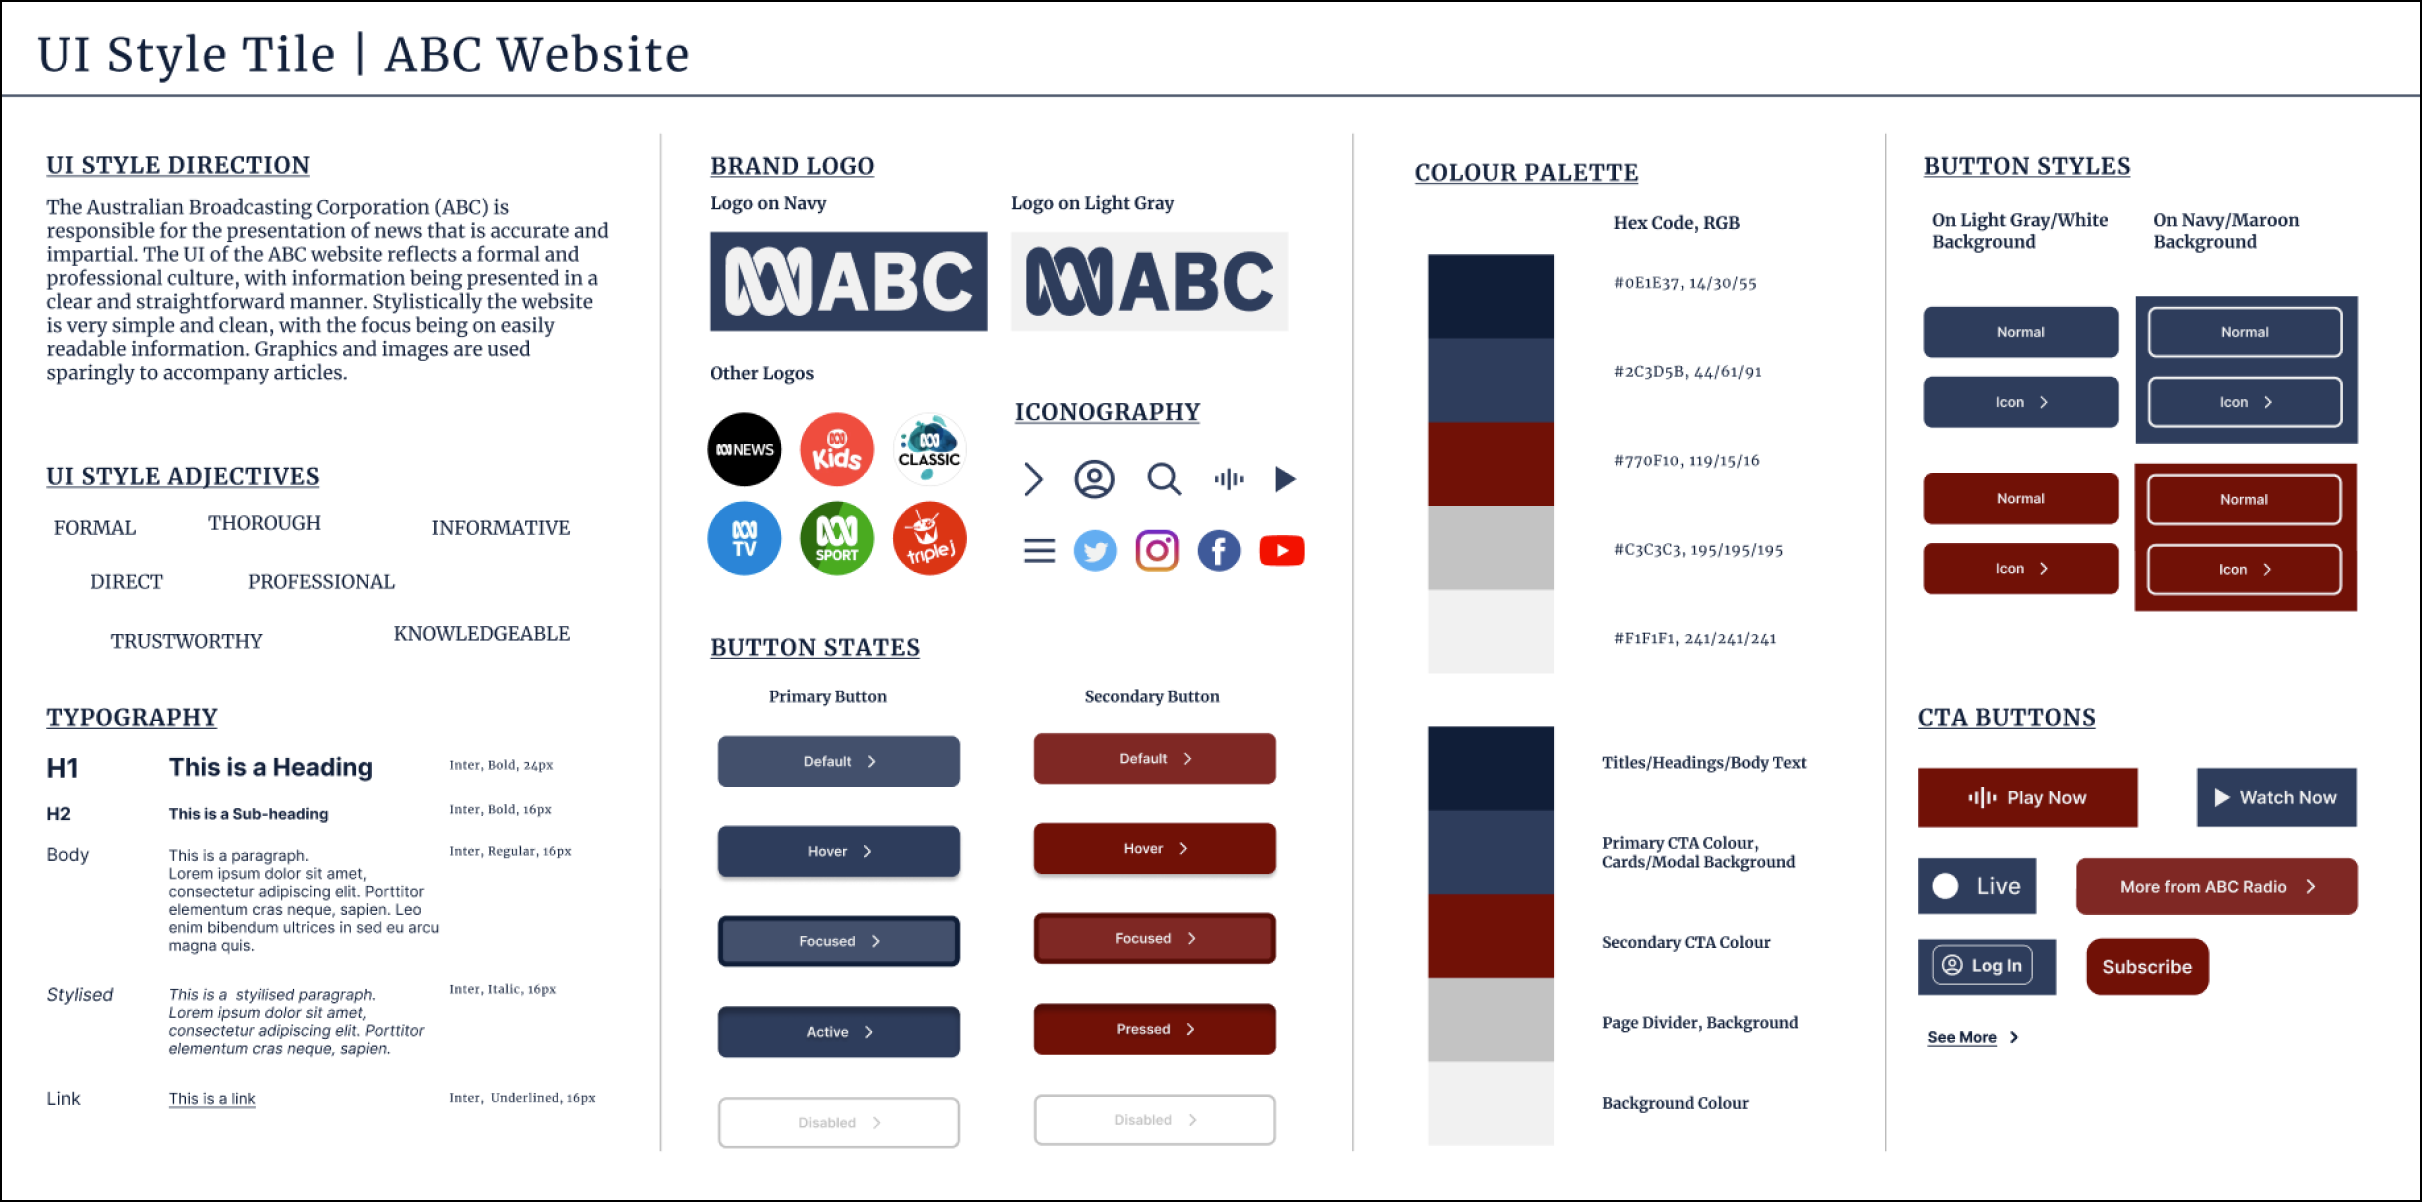 UI Style Tile | ABC Website
UI STYLE DIRECTION
The Australian Broadcasting Corporation (ABC) is
responsible for the presentation of news that is accurate and
impartial. The UI of the ABC website reflects a formal and
professional culture, with information being presented in a
clear and straightforward manner. Stylistically the website
is very simple and clean, with the focus being on easily
readable information. Graphics and images are used
sparingly to accompany articles.
UI STYLE ADJECTIVES
FORMAL
THOROUGH
INFORMATIVE
DIRECT
PROFESSIONAL
TRUSTWORTHY
KNOWLEDGEABLE
TYPOGRAPHY
H1
This is a Heading
Inter, Bold, 24px
H2
This is a Sub-heading
Inter, Bold, 16px
Body
This is a paragraph.
Lorem ipsum dolor sit amet,
consectetur adipiscing elit. Porttitor
elementum cras neque, sapien. Leo
enim bibendum ultrices in sed eu arcu
magna quis.
Inter, Regular, 16px
Stylised
This is a  styilised paragraph.
Lorem ipsum dolor sit amet,
consectetur adipiscing elit. Porttitor
elementum cras neque, sapien.
Inter, Italic, 16px
Link
This is a link
Inter,  Underlined, 16px
BRAND LOGO
Logo on Navy
Logo on Light Gray
ABC
ABC
Other Logos
NEWS
Kids
CLASSIC
TV
SPORT
triple j
ICONOGRAPHY
BUTTON STATES
Primary Button
Secondary Button
Default
Default
Hover
Hover
Focused
Focused
Active
Pressed
Disabled
Disabled
COLOUR PALETTE
Hex Code, RGB
#0E1E37, 14/30/55
#2C3D5B, 44/61/91
#770F10, 119/15/16
#C3C3C3, 195/195/195
#F1F1F1, 241/241/241
Titles/Headings/Body Text
Primary CTA Colour,
Cards/Modal Background
Secondary CTA Colour
Page Divider, Background
Background Colour
BUTTON STYLES
On Light Gray/White
Background
On Navy/Maroon
Background
Normal
Normal
Icon
Icon
Normal
Normal
Icon
Icon
CTA BUTTONS
Play Now
Watch Now
Live
More from ABC Radio
Log In
Subscribe
See More